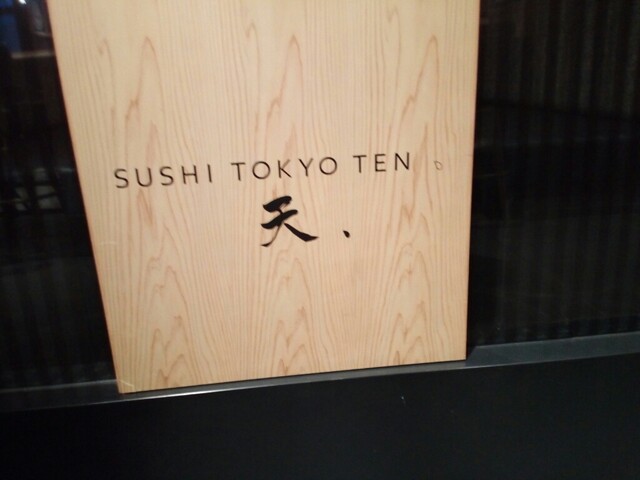 SUSHI TOKYO TEN、
天、